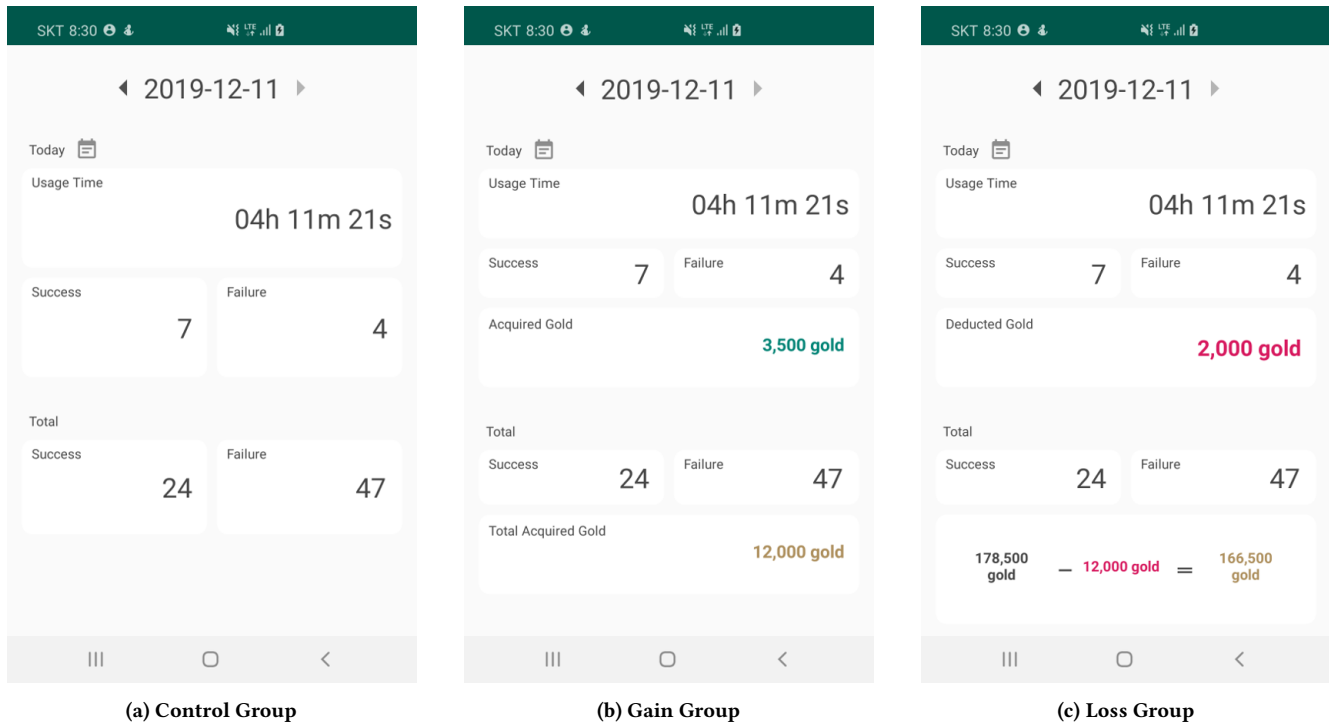 SKT 8:30
2019-12-11
Today
Usage Time
04h 11m 21s
Success
7
Failure
4
Total
Success
24
Failure
47
(a) Control Group
SKT 8:30
2019-12-11
Today
Usage Time
04h 11m 21s
Success
7
Failure
4
Acquired Gold
3,500 gold
Total
Success
24
Failure
47
Total Acquired Gold
12,000 gold
(b) Gain Group
SKT 8:30
2019-12-11
Today
Usage Time
04h 11m 21s
Success
7
Failure
4
Deducted Gold
2,000 gold
Total
Success
24
Failure
47
178,500
gold
− 12,000 gold =
166,500
gold
(c) Loss Group